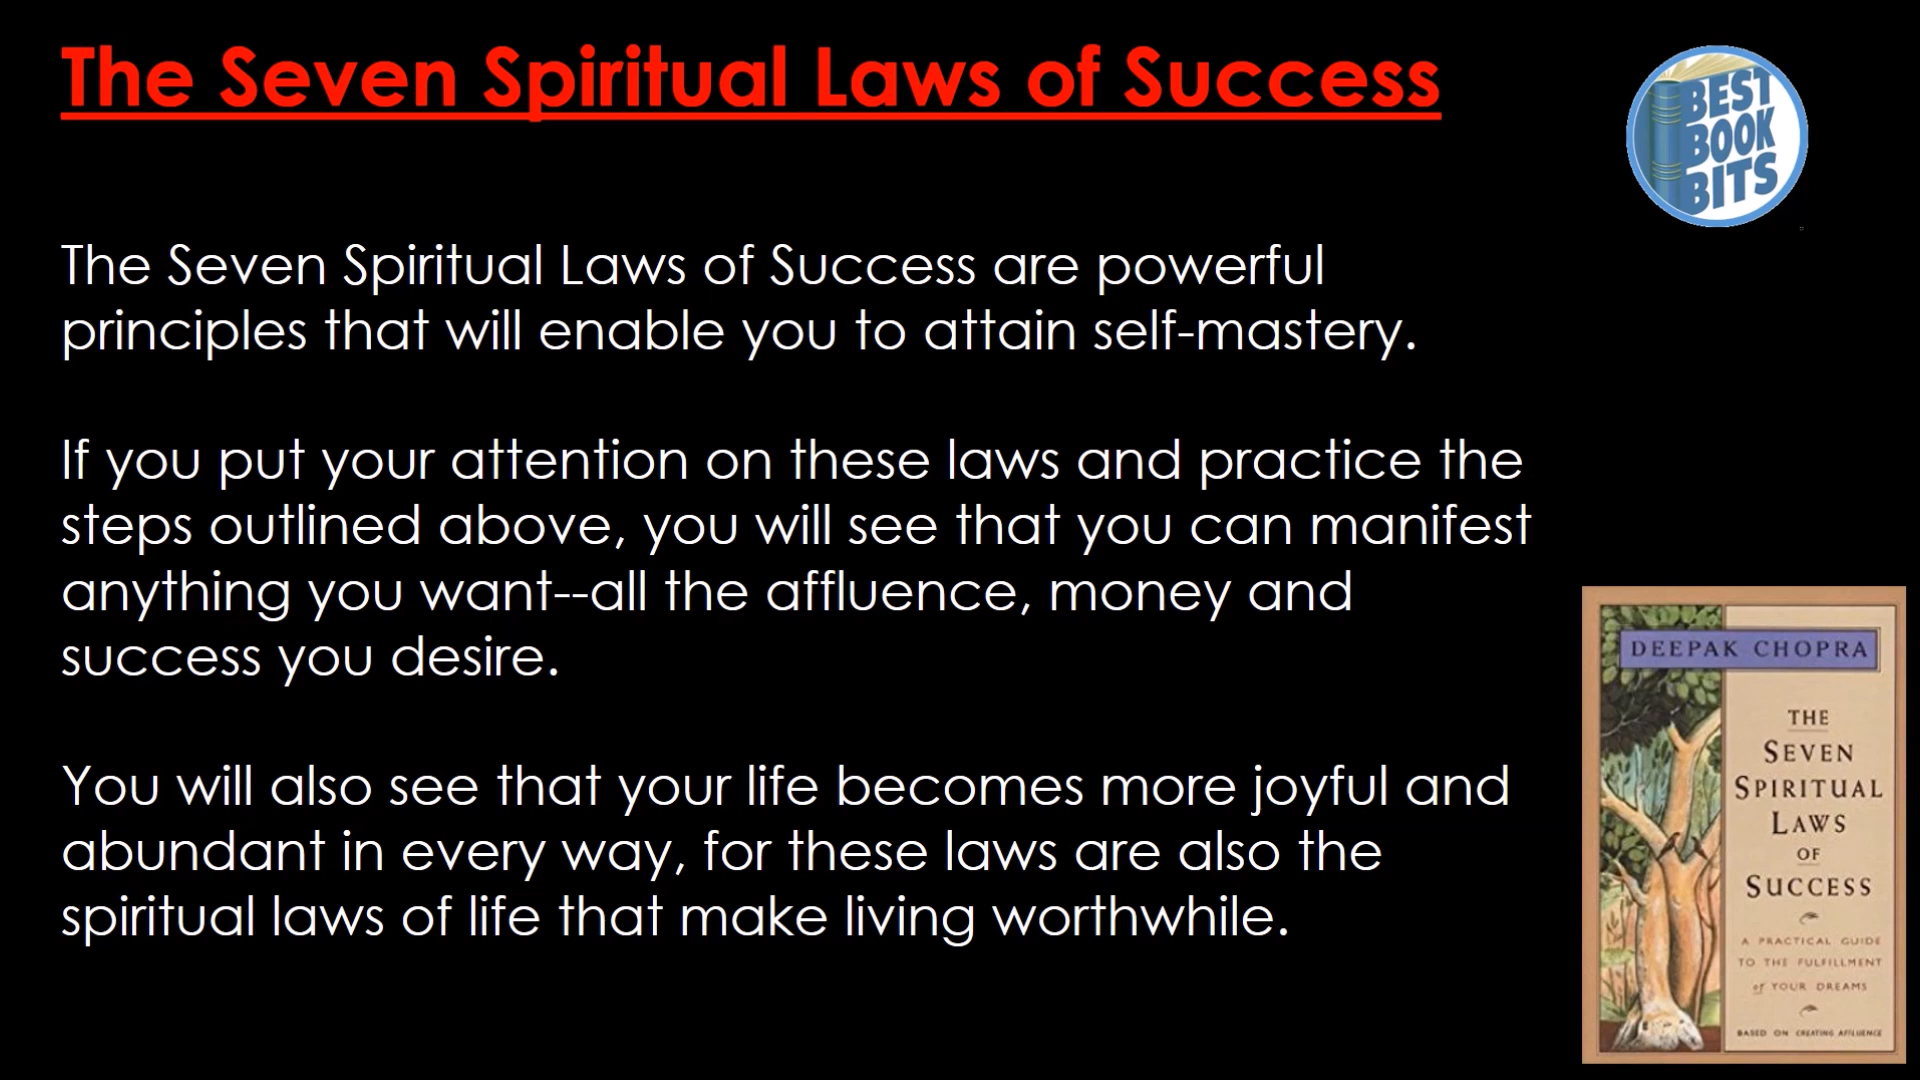 The Seven Spiritual Laws of Success
BEST
BOOK
BITS
The Seven Spiritual Laws of Success are powerful
principles that will enable you to attain self-mastery.
If you put your attention on these laws and practice the
steps outlined above, you will see that you can manifest
anything you want--all the affluence, money and
success you desire.
You will also see that your life becomes more joyful and
abundant in every way, for these laws are also the
spiritual laws of life that make living worthwhile.
DEEPAK CHOPRA
THE
SEVEN
SPIRITUAL
LAWS
OF
SUCCESS
A PRACTICAL GUIDE
TO THE FULFILLMENT
of YOUR DREAMS
BASED ON CREATING AFFLUENCE